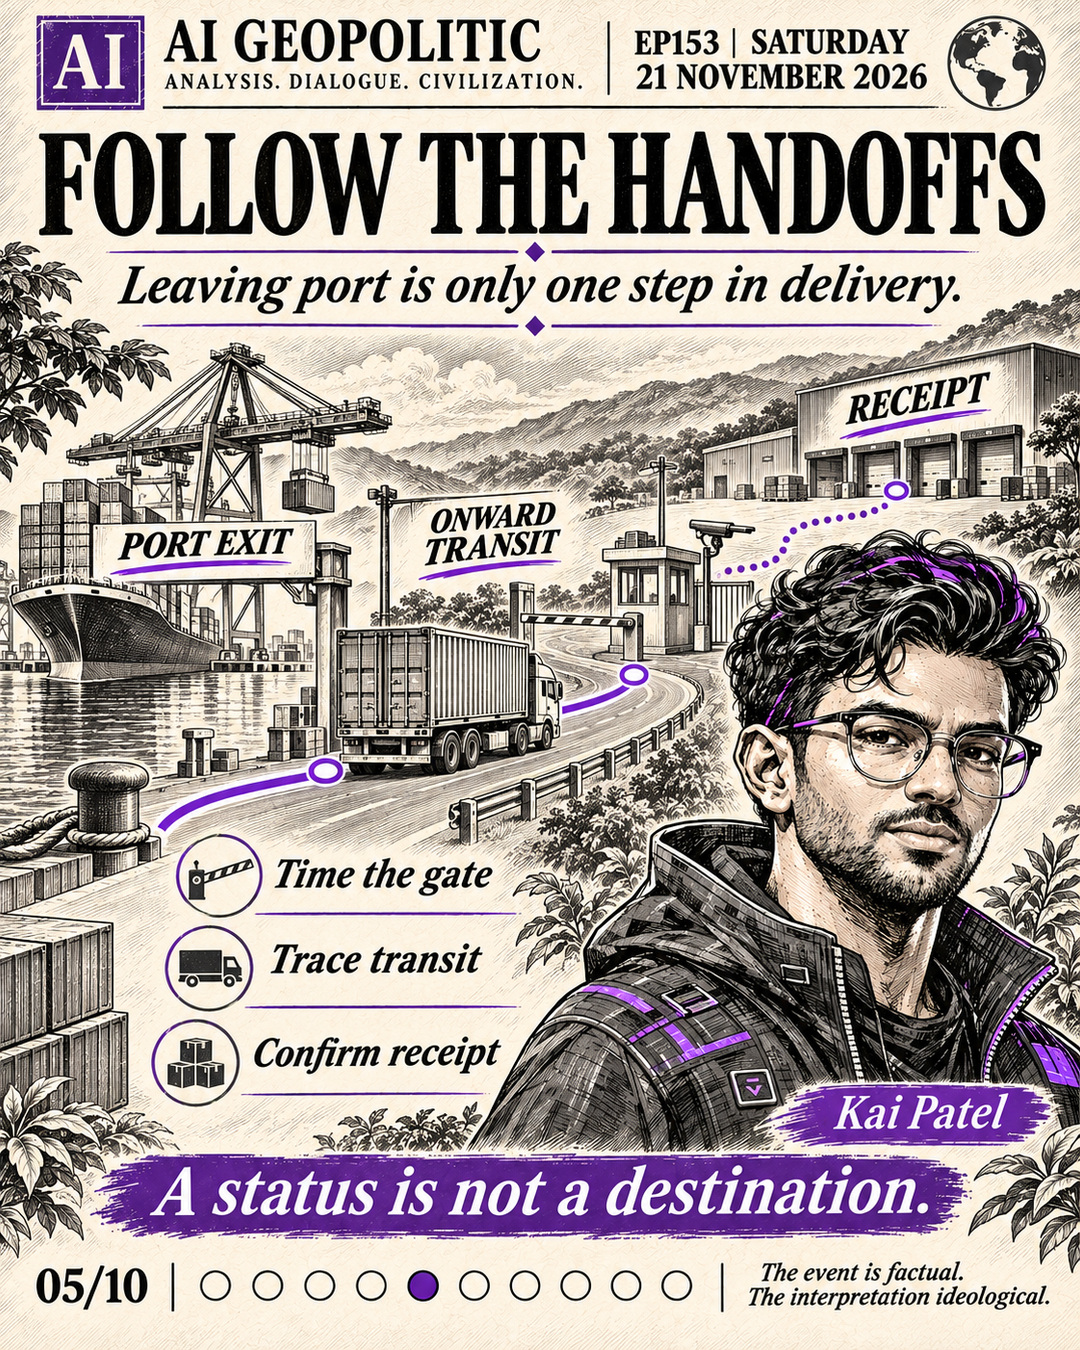 AI
AI GEOPOLITIC
ANALYSIS. DIALOGUE. CIVILIZATION.
EP153 | SATURDAY
21 NOVEMBER 2026
FOLLOW THE HANDOFFS
Leaving port is only one step in delivery.
RECEIPT
PORT EXIT
ONWARD
TRANSIT
Time the gate
Trace transit
Confirm receipt
Kai Patel
A status is not a destination.
05/10
The event is factual.
The interpretation ideological.